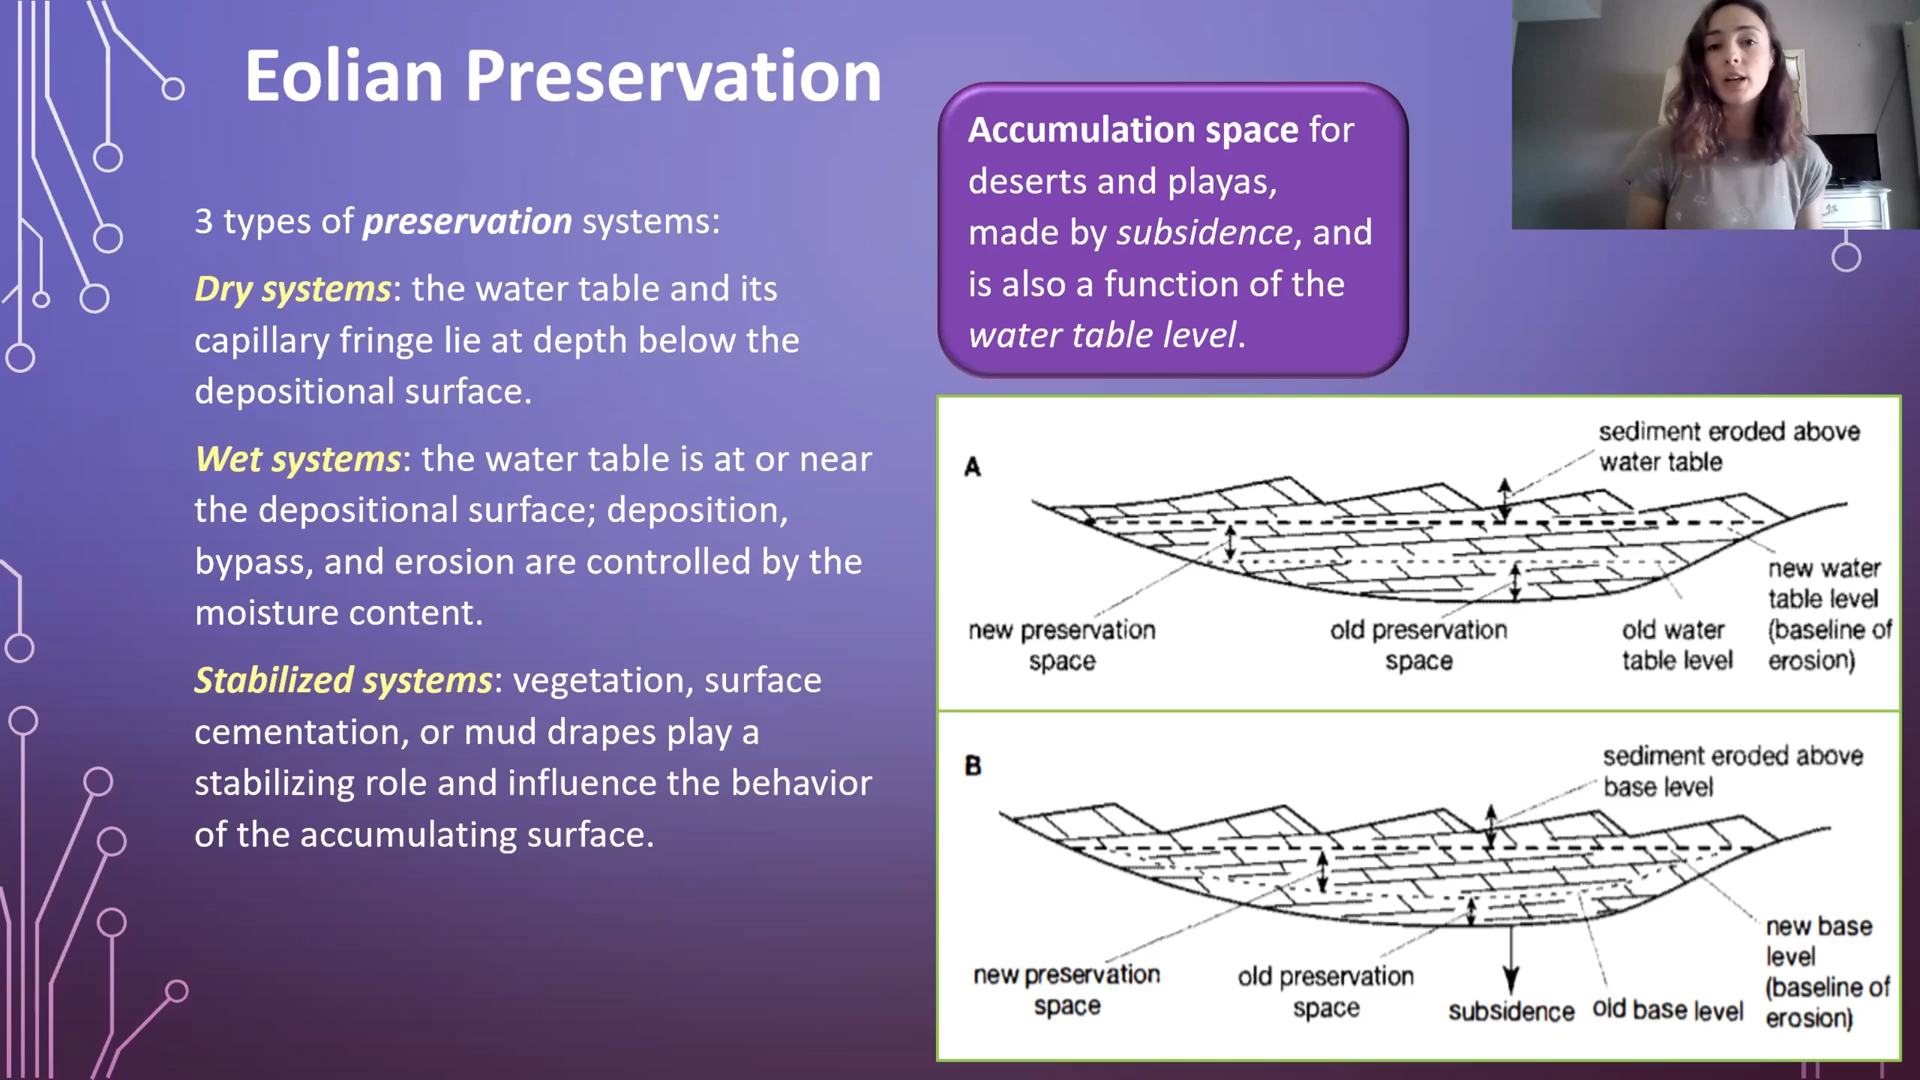 Eolian Preservation
3 types of preservation systems:
Dry systems: the water table and its
capillary fringe lie at depth below the
depositional surface.
Wet systems: the water table is at or near
the depositional surface; deposition,
bypass, and erosion are controlled by the
moisture content.
Stabilized systems: vegetation, surface
cementation, or mud drapes play a
stabilizing role and influence the behavior
of the accumulating surface.
Accumulation space for
deserts and playas,
made by subsidence, and
is also a function of the
water table level.
A
sediment eroded above
water table
new preservation
space
old preservation
space
old water
table level
new water
table level
(baseline of
erosion)
B
sediment eroded above
base level
new preservation
space
old preservation
space
subsidence
old base level
new base
level
(baseline of
erosion)